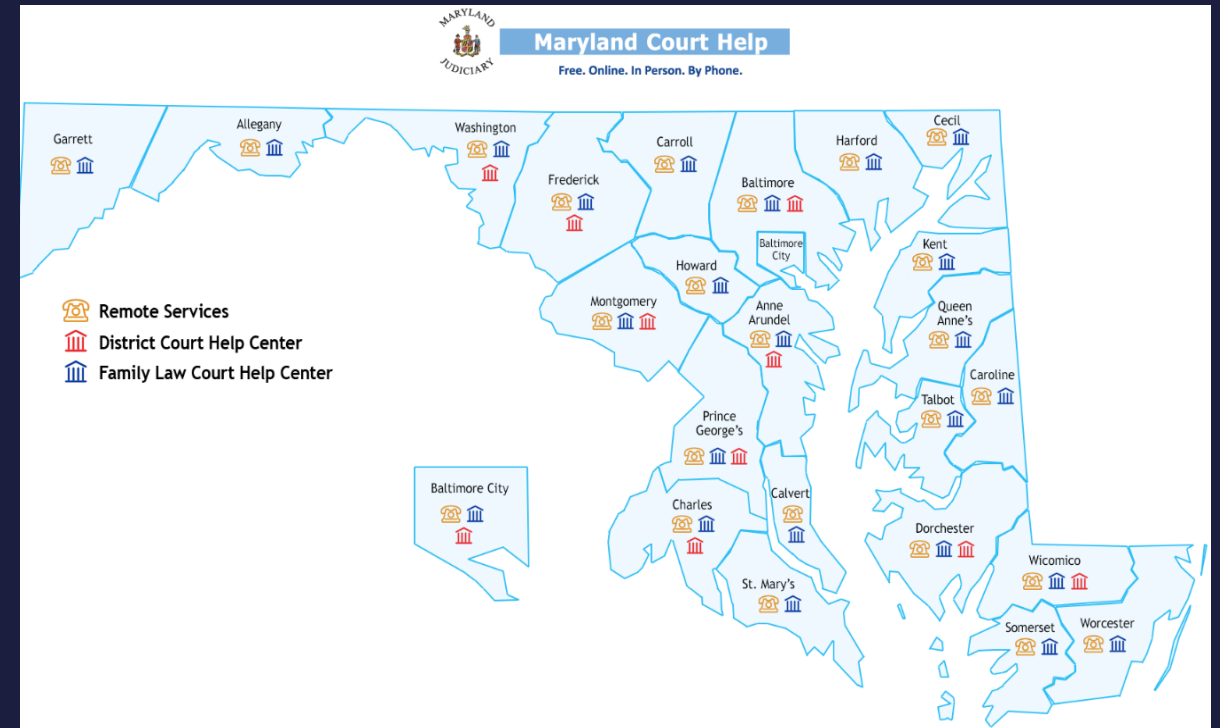 MARYLAND
JUDICIARY
Maryland Court Help
Free. Online. In Person. By Phone.
Garrett
Allegany
Washington
Frederick
Carroll
Baltimore
Harford
Cecil
Baltimore
City
Kent
Howard
Montgomery
Anne
Arundel
Queen
Anne's
Remote Services
District Court Help Center
Family Law Court Help Center
Caroline
Talbot
Prince
George's
Baltimore City
Charles
Calvert
Dorchester
Wicomico
St. Mary's
Somerset
Worcester